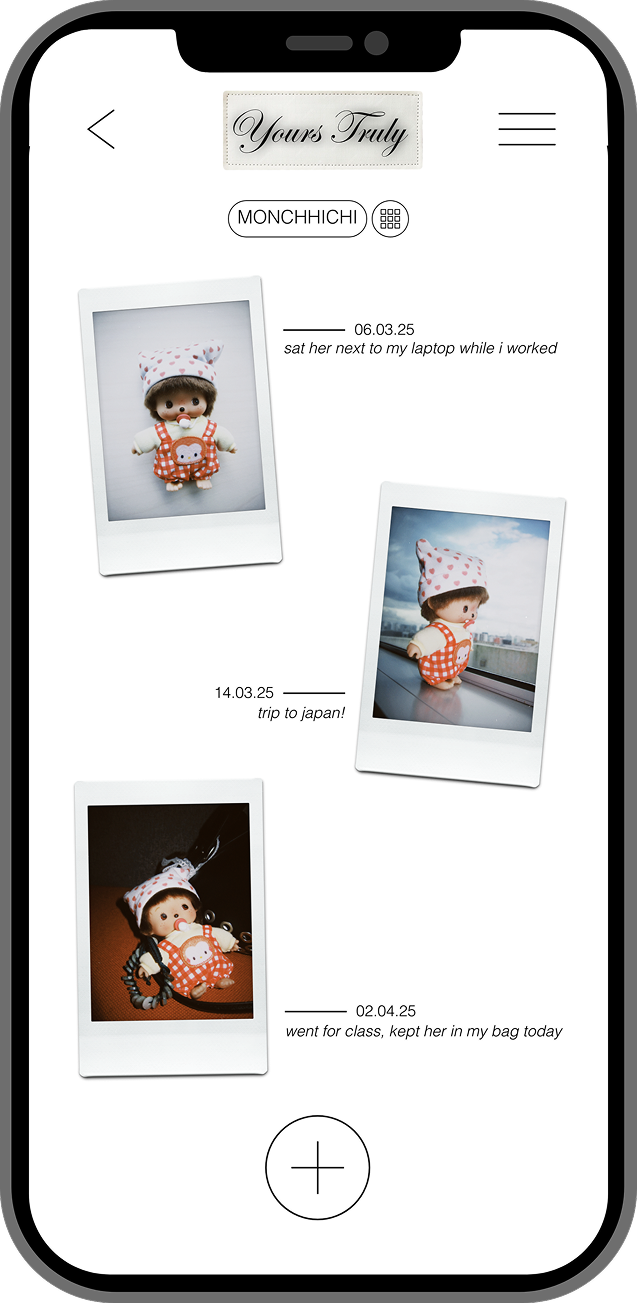 Yours Truly
MONCHHICHI
06.03.25
sat her next to my laptop while i worked
14.03.25
trip to japan!
02.04.25
went for class, kept her in my bag today